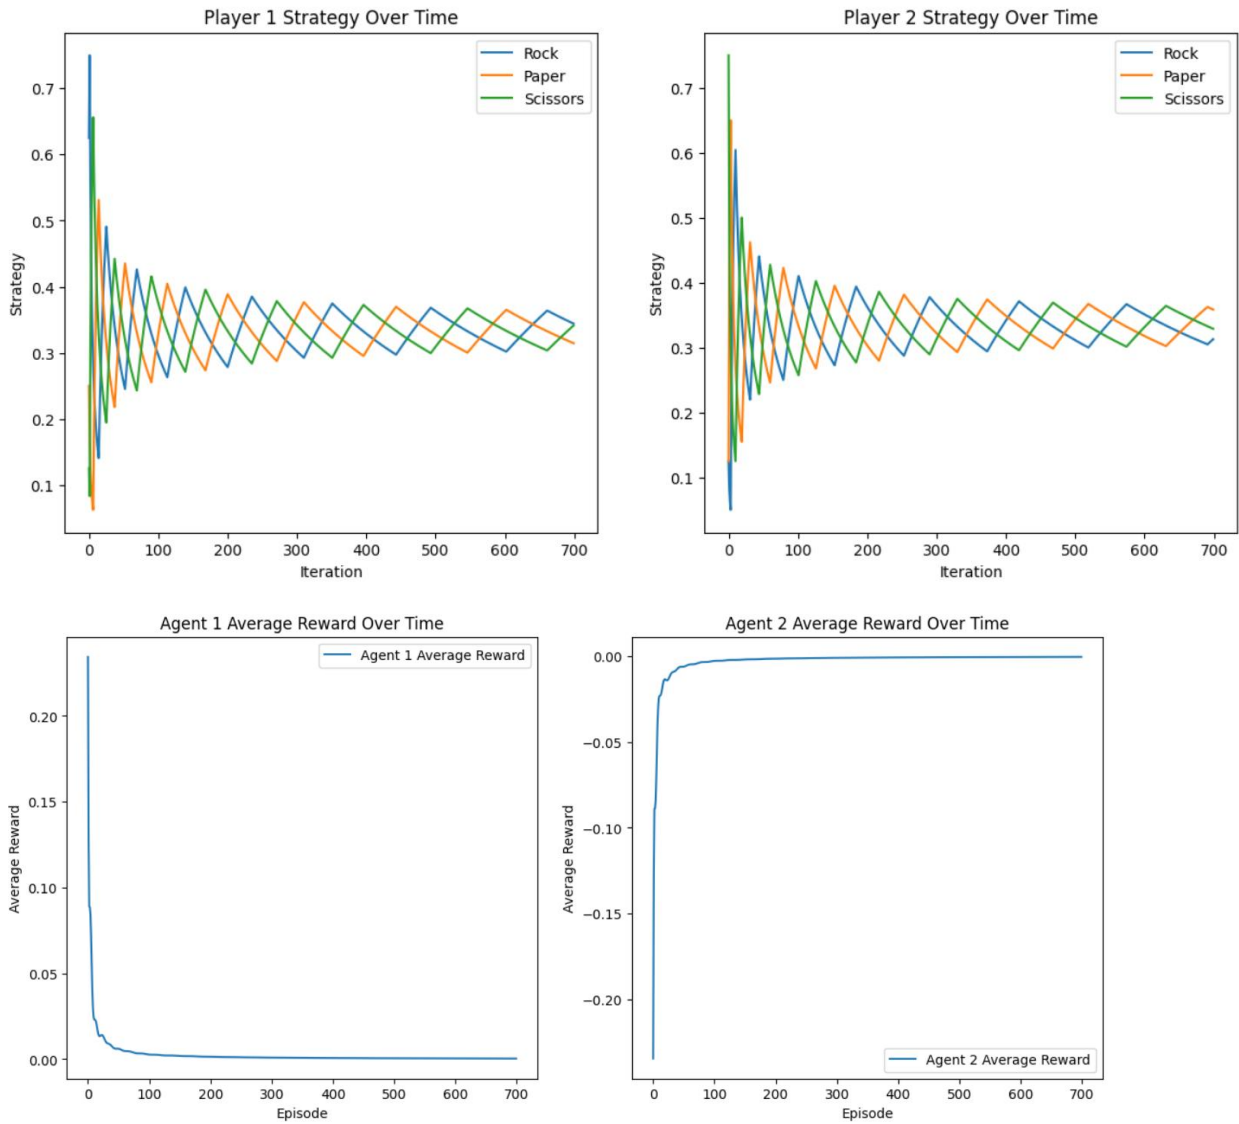 Player 1 Strategy Over Time
Rock
Paper
Scissors
0.7
0.6
0.5
0.4
0.3
0.2
0.1
Strategy
0 100 200 300 400 500 600 700
Iteration
Player 2 Strategy Over Time
Rock
Paper
Scissors
0.7
0.6
0.5
0.4
0.3
0.2
0.1
Strategy
0 100 200 300 400 500 600 700
Iteration
Agent 1 Average Reward Over Time
Agent 1 Average Reward
0.20
0.15
0.10
0.05
0.00
Average Reward
0 100 200 300 400 500 600 700
Episode
Agent 2 Average Reward Over Time
0.00
−0.05
−0.10
−0.15
−0.20
Average Reward
Agent 2 Average Reward
0 100 200 300 400 500 600 700
Episode